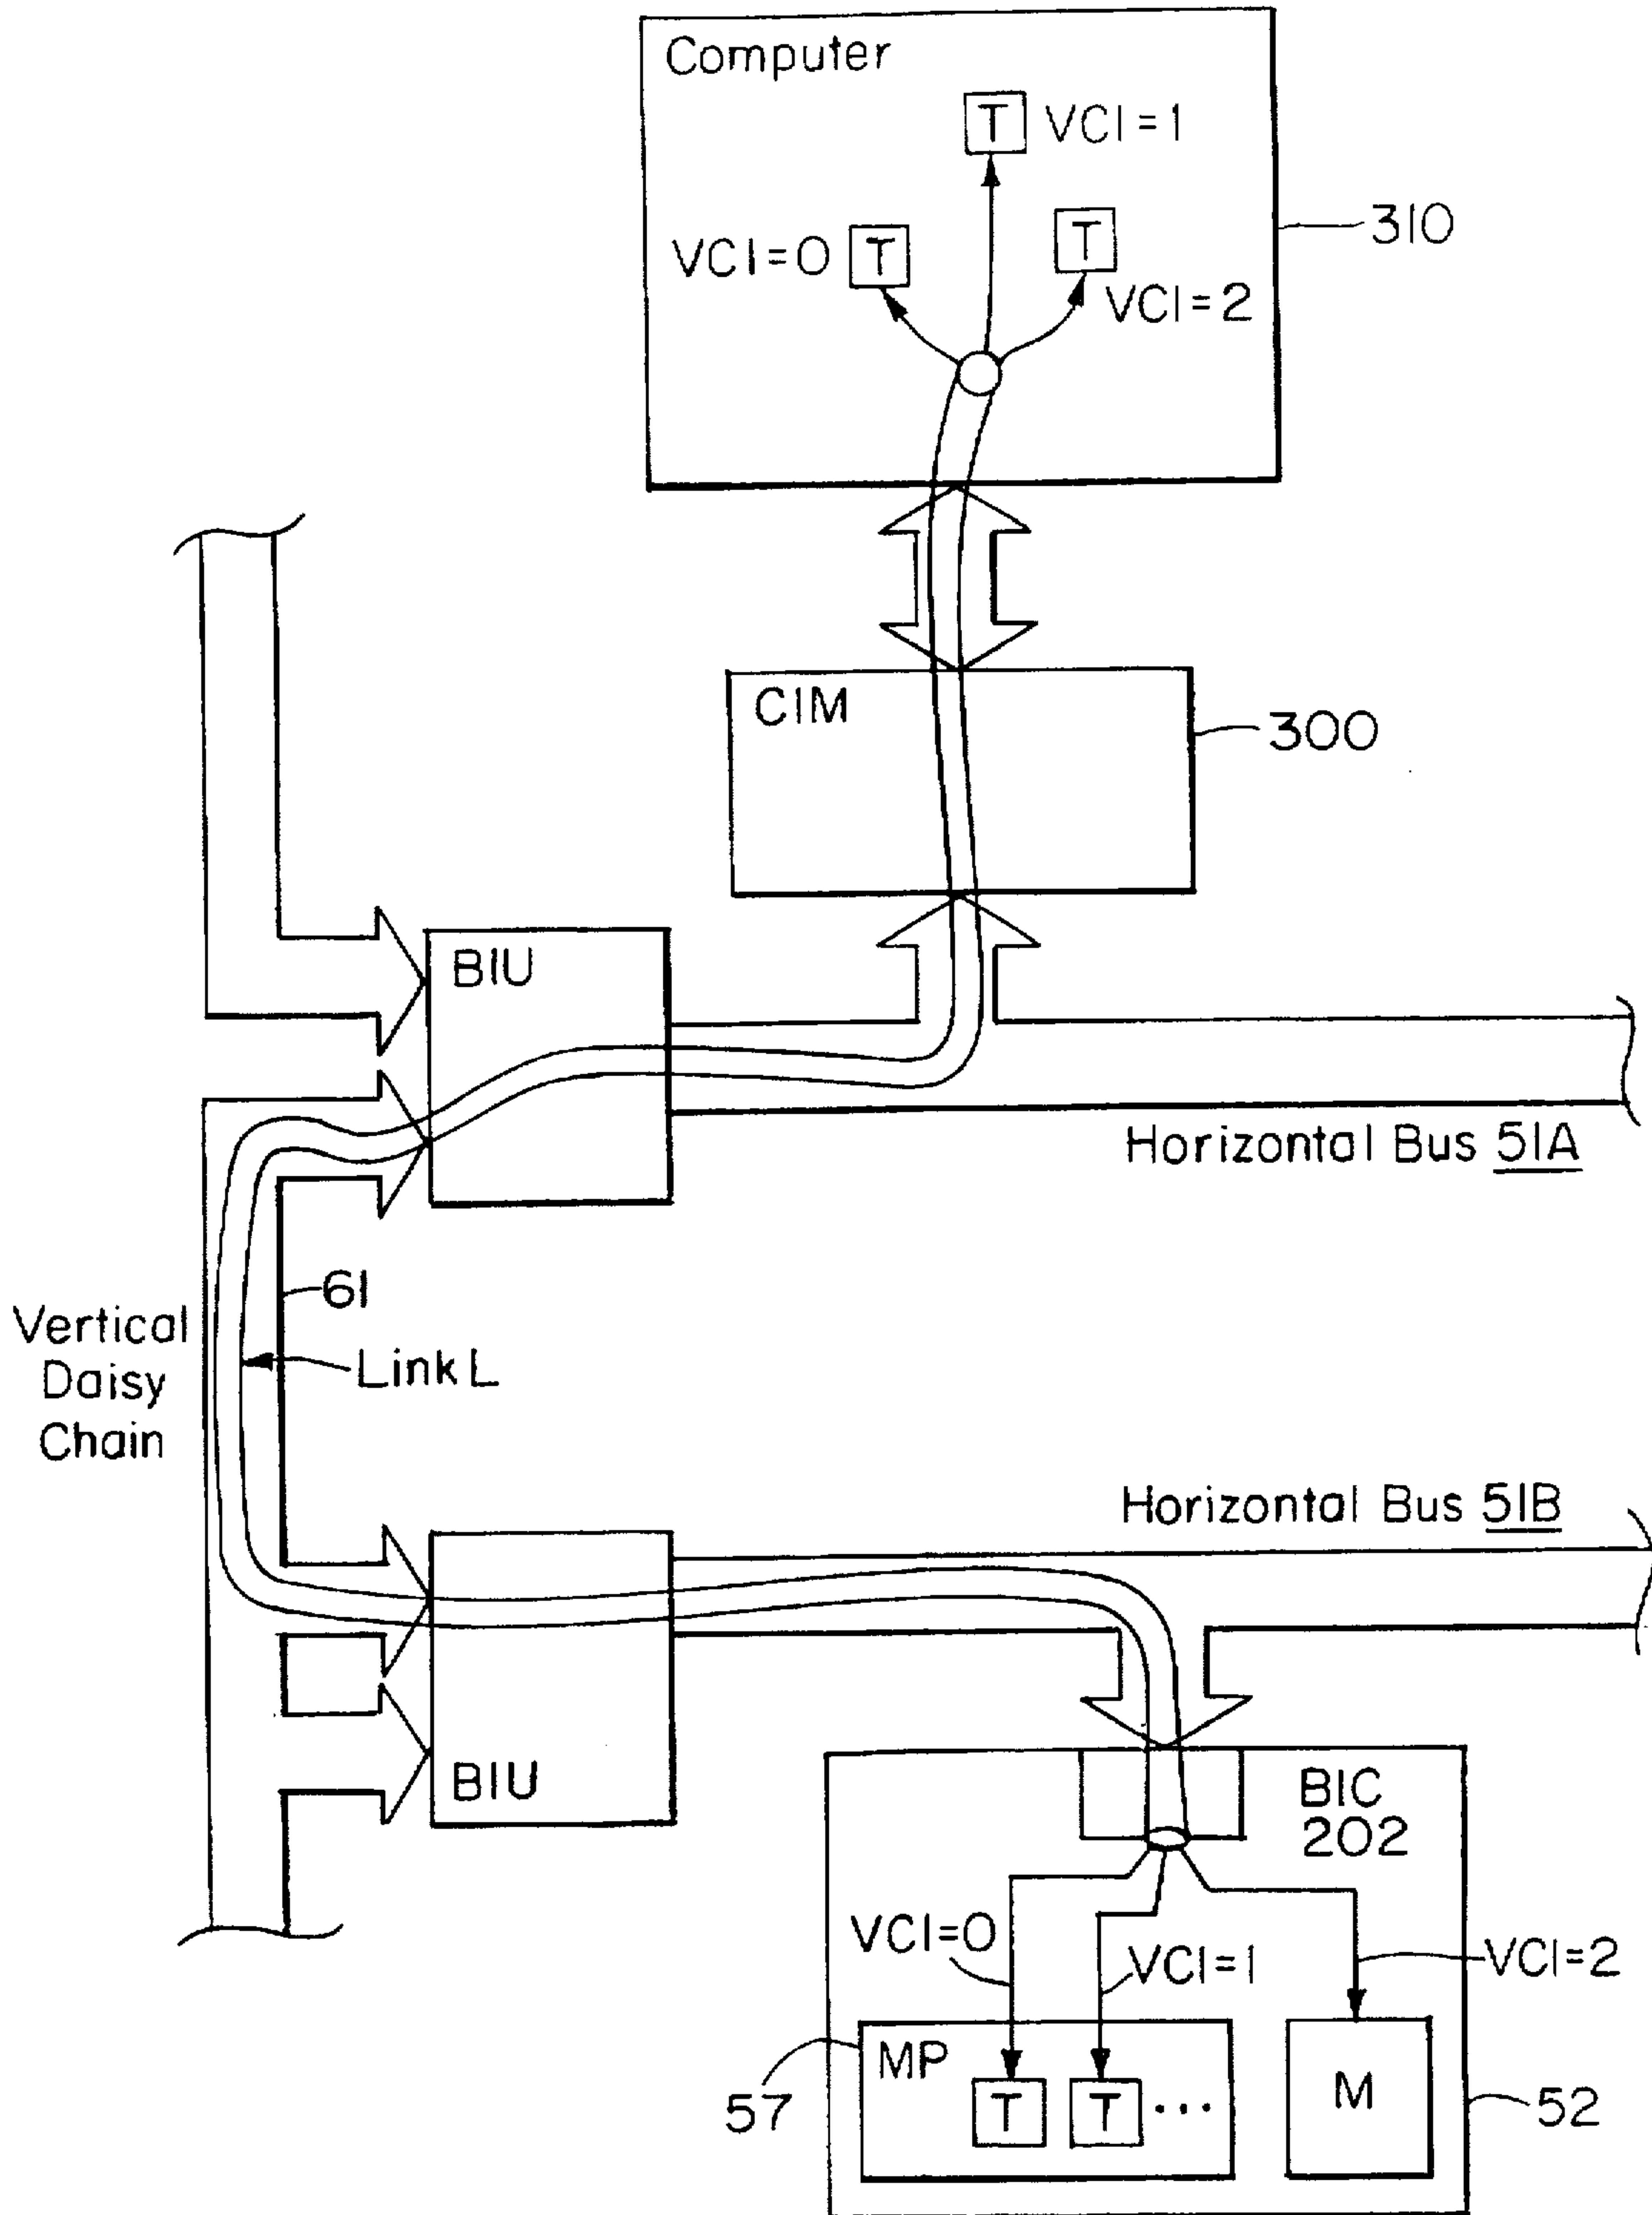 Computer
T VCI=1
VCI=0 T
T
VCI=2
310
CIM
300
BIU
Horizontal Bus 51A
61
Vertical
Daisy
Chain
Link L
Horizontal Bus 51B
BIU
BIC
202
VCI=0
VCI=1
VCI=2
MP
T
T ...
M
57
52